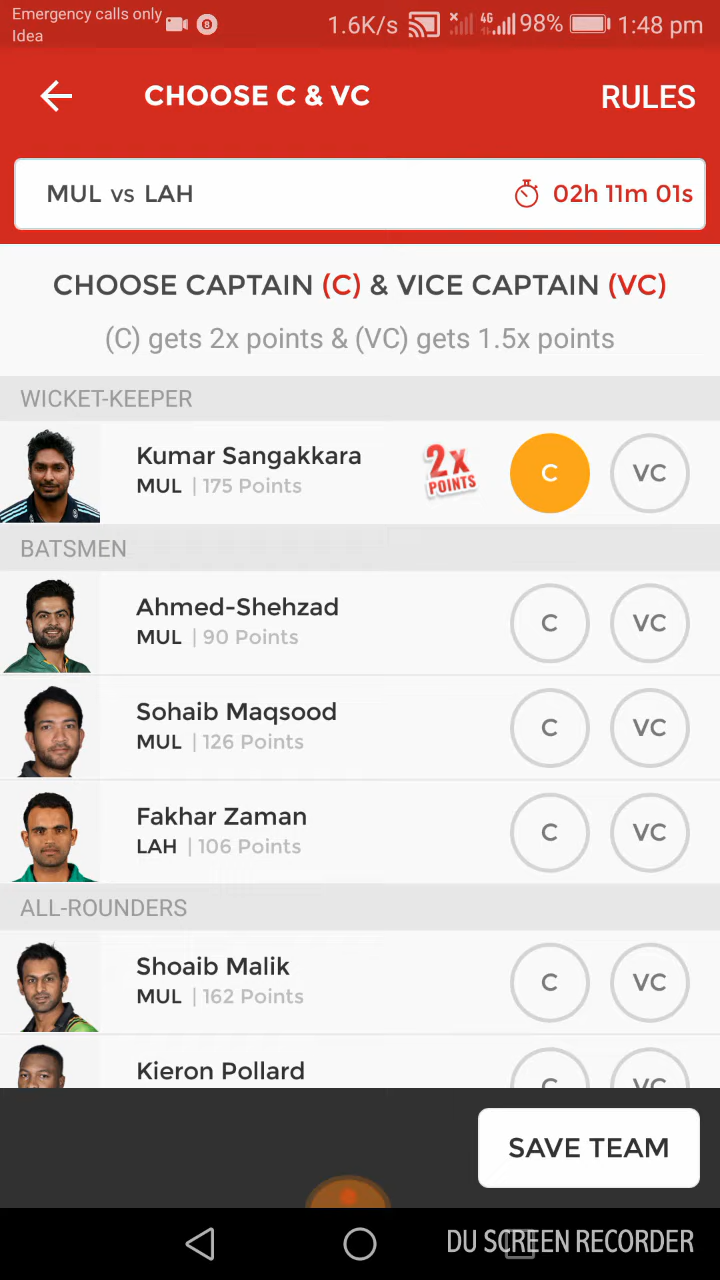 Emergency calls only
Idea
1.6K/s 4G 98% 1:48 pm
CHOOSE C & VC RULES
MUL vs LAH 02h 11m 01s
CHOOSE CAPTAIN (C) & VICE CAPTAIN (VC)
(C) gets 2x points & (VC) gets 1.5x points
WICKET-KEEPER
Kumar Sangakkara
MUL | 175 Points
2X
POINTS
C VC
BATSMEN
Ahmed-Shehzad
MUL | 90 Points
C VC
Sohaib Maqsood
MUL | 126 Points
C VC
Fakhar Zaman
LAH | 106 Points
C VC
ALL-ROUNDERS
Shoaib Malik
MUL | 162 Points
C VC
Kieron Pollard
C VC
SAVE TEAM
DU SCREEN RECORDER